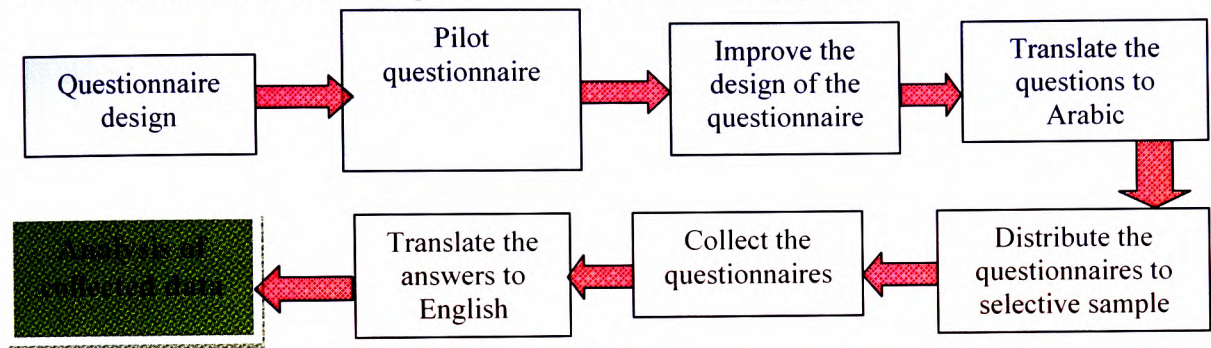 Questionnaire
design
Pilot
questionnaire
Improve the
design of the
questionnaire
Translate the
questions to
Arabic
Distribute the
questionnaires to
selective sample
Collect the
questionnaires
Translate the
answers to
English
Analysis of
collected data